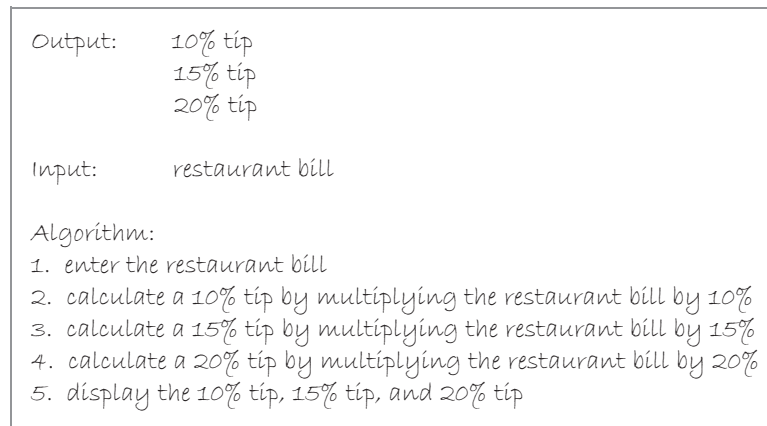 Output: 10% tip
15% tip
20% tip
Input: restaurant bill
Algorithm:
1. enter the restaurant bill
2. calculate a 10% tip by multiplying the restaurant bill by 10%
3. calculate a 15% tip by multiplying the restaurant bill by 15%
4. calculate a 20% tip by multiplying the restaurant bill by 20%
5. display the 10% tip, 15% tip, and 20% tip